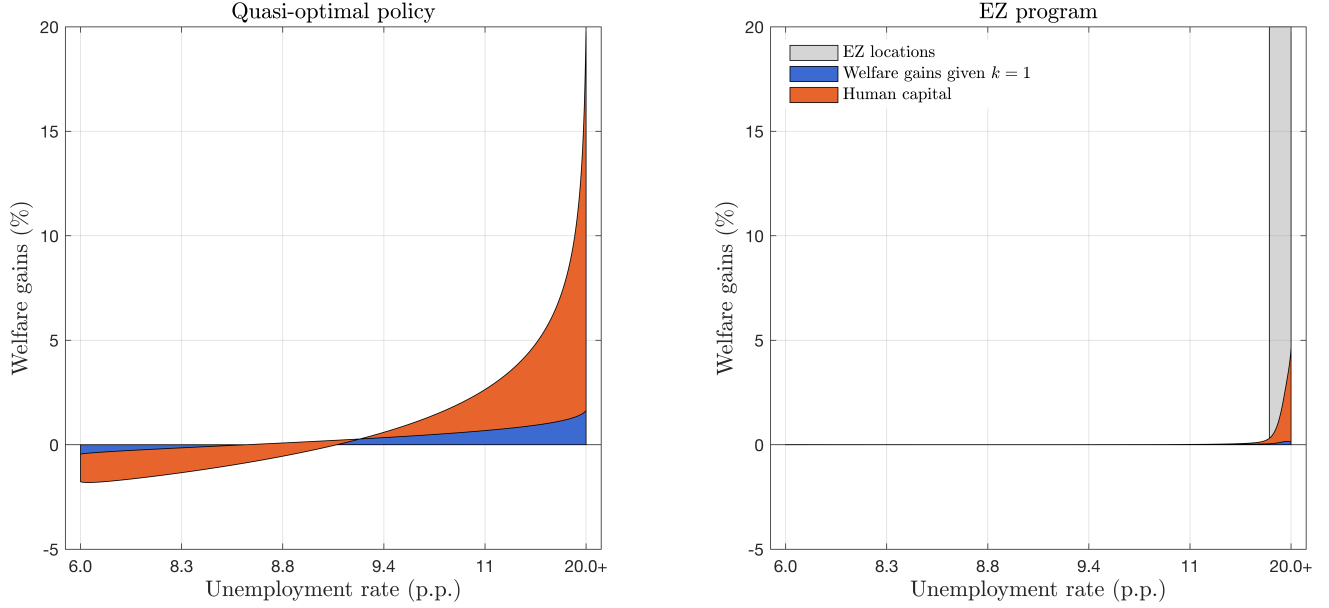 Quasi-optimal policy
20
15
10
5
0
-5
Welfare gains (%)
6.0 8.3 8.8 9.4 11 20.0+
Unemployment rate (p.p.)
EZ program
EZ locations
Welfare gains given k = 1
Human capital
20
15
10
5
0
-5
Welfare gains (%)
6.0 8.3 8.8 9.4 11 20.0+
Unemployment rate (p.p.)